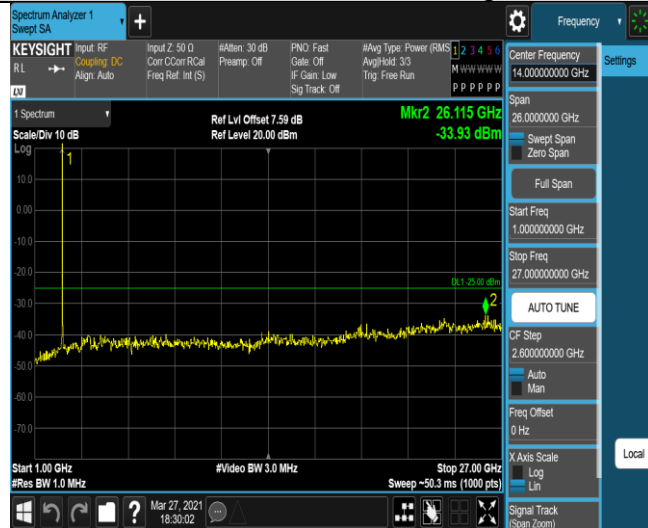 Spectrum Analyzer 1
Swept SA
Frequency
KEYSIGHT
RL
LXI
Input: RF
Coupling: DC
Align: Auto
Input Z: 50 Ω
Corr CCorr RCal
Freq Ref: Int (S)
#Atten: 30 dB
Preamp: Off
PNO: Fast
Gate: Off
IF Gain: Low
Sig Track: Off
#Avg Type: Power (RMS
Avg|Hold: 3/3
Trig: Free Run
1 2 3 4 5 6
M W W W W W
P P P P P P
1 Spectrum
Scale/Div 10 dB
Ref Lvl Offset 7.59 dB
Ref Level 20.00 dBm
Mkr2 26.115 GHz
-33.93 dBm
Log
1
10.0
0.00
-10.0
-20.0
DL1 -25.00 dBm
-30.0
2
-40.0
-50.0
-60.0
-70.0
Start 1.00 GHz
#Res BW 1.0 MHz
#Video BW 3.0 MHz
Stop 27.00 GHz
Sweep ~50.3 ms (1000 pts)
Mar 27, 2021
18:30:02
Center Frequency
14.000000000 GHz
Span
26.0000000 GHz
Swept Span
Zero Span
Full Span
Start Freq
1.000000000 GHz
Stop Freq
27.000000000 GHz
AUTO TUNE
CF Step
2.600000000 GHz
Auto
Man
Freq Offset
0 Hz
X Axis Scale
Log
Lin
Signal Track
(Span Zoom)
Settings
Local